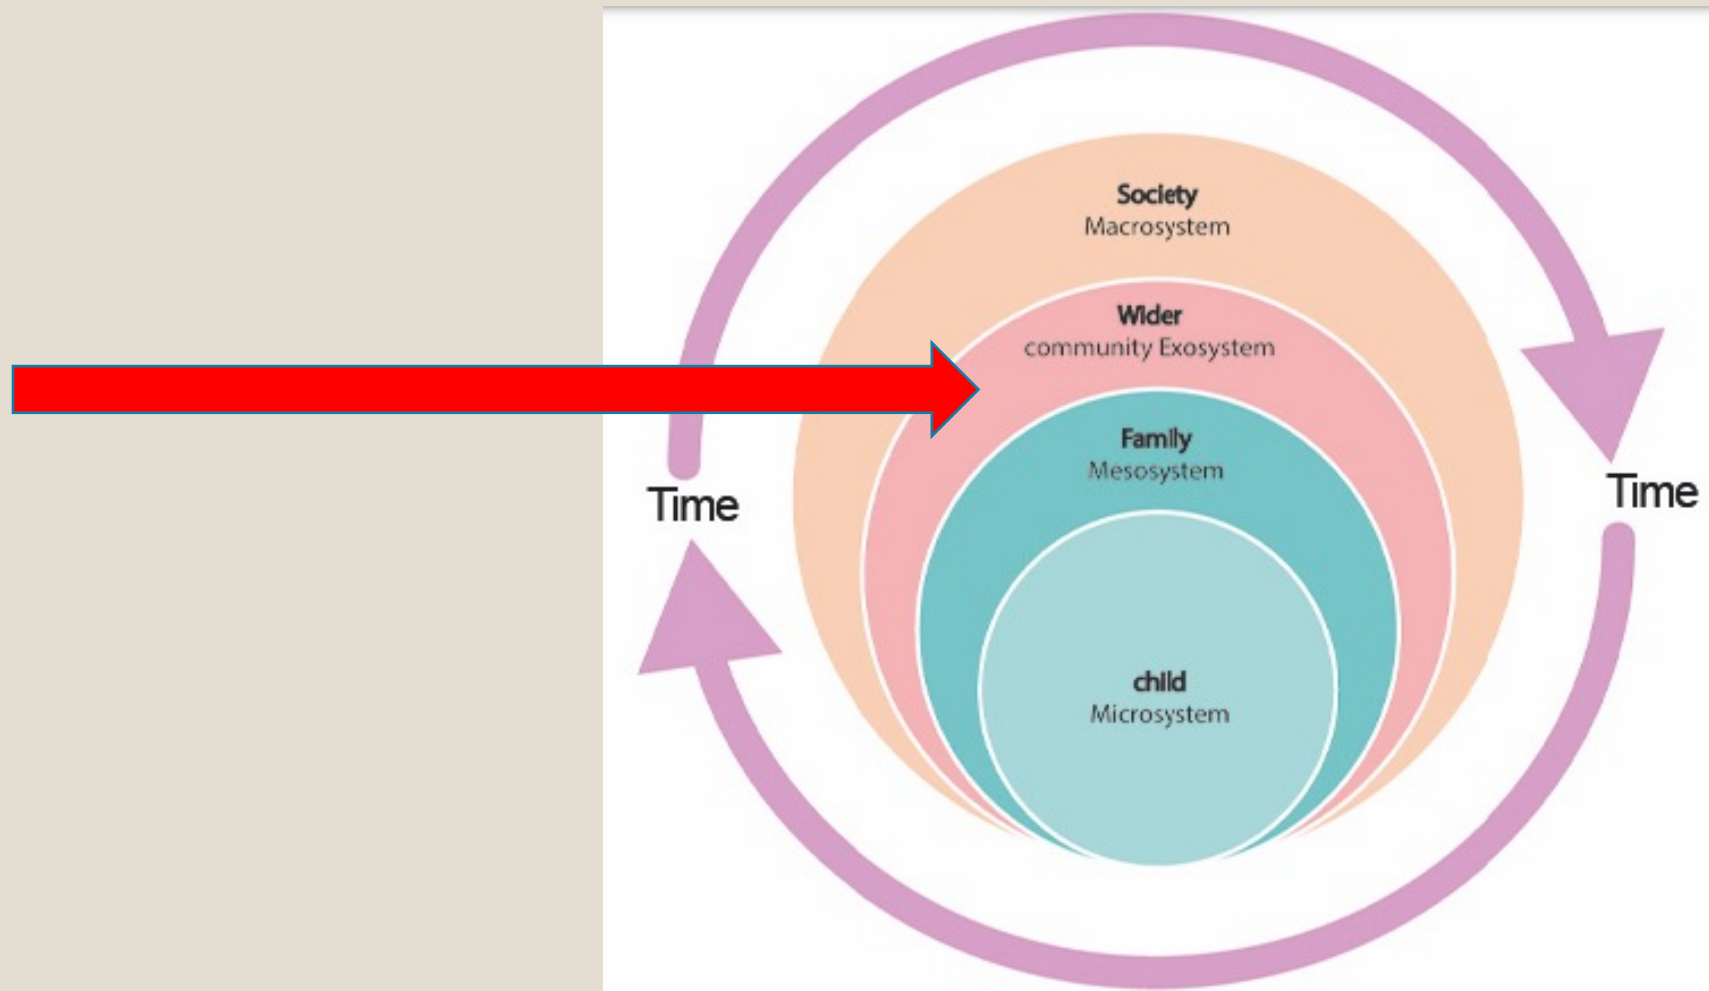 Society
Macrosystem
Wider
community Exosystem
Family
Mesosystem
Time
Time
child
Microsystem